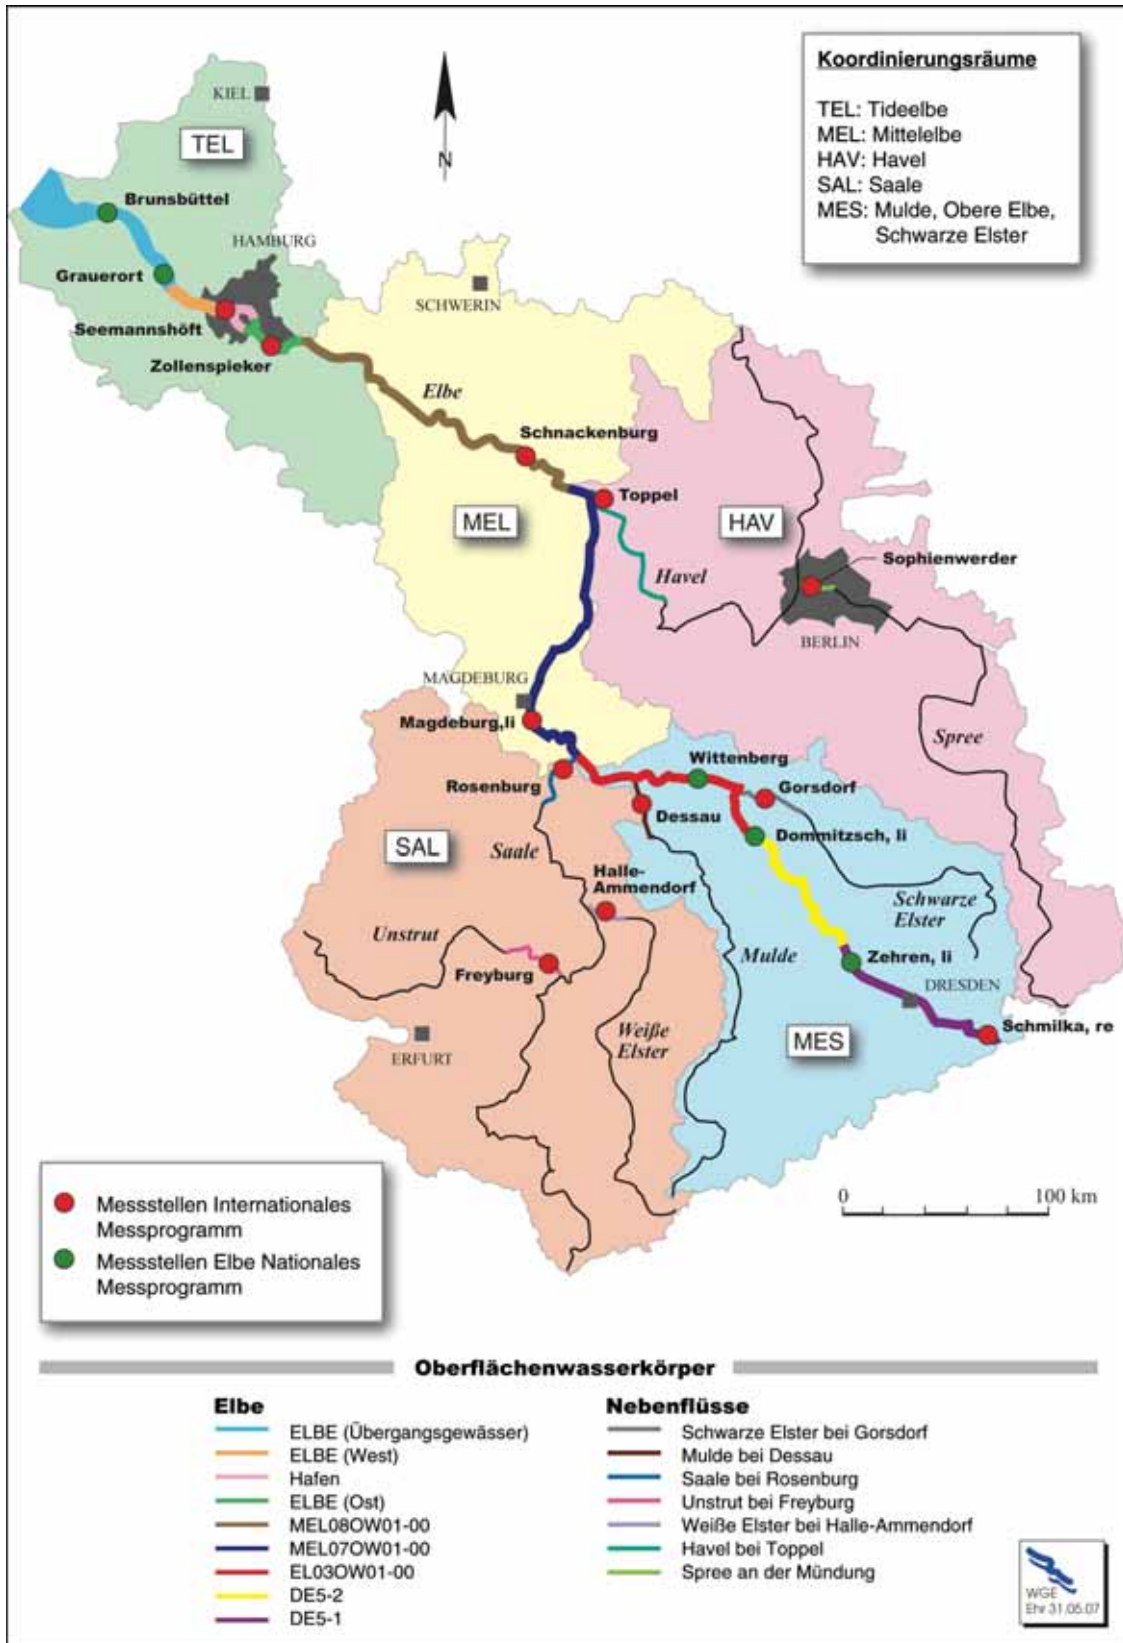 Koordinierungsräume
TEL: Tideelbe
MEL: Mittelelbe
HAV: Havel
SAL: Saale
MES: Mulde, Obere Elbe,
Schwarze Elster
KIEL
TEL
N
Brunsbüttel
HAMBURG
Grauerort
SCHWERIN
Seemannshöft
Zollenspieker
Elbe
Schnackenburg
Toppel
MEL
HAV
Sophienwerder
Havel
BERLIN
MAGDEBURG
Magdeburg,li
Spree
Wittenberg
Rosenburg
Gorsdorf
Dessau
Dommitzsch, li
SAL
Saale
Halle-
Ammendorf
Schwarze
Elster
Unstrut
Mulde
Zehren, li
Freyburg
DRESDEN
Weiße
Elster
Schmilka, re
MES
ERFURT
0 100 km
Messstellen Internationales
Messprogramm
Messstellen Elbe Nationales
Messprogramm
Oberflächenwasserkörper
Elbe
ELBE (Übergangsgewässer)
ELBE (West)
Hafen
ELBE (Ost)
MEL08OW01-00
MEL07OW01-00
EL03OW01-00
DE5-2
DE5-1
Nebenflüsse
Schwarze Elster bei Gorsdorf
Mulde bei Dessau
Saale bei Rosenburg
Unstrut bei Freyburg
Weiße Elster bei Halle-Ammendorf
Havel bei Toppel
Spree an der Mündung
WGE
Ehr 31.05.07